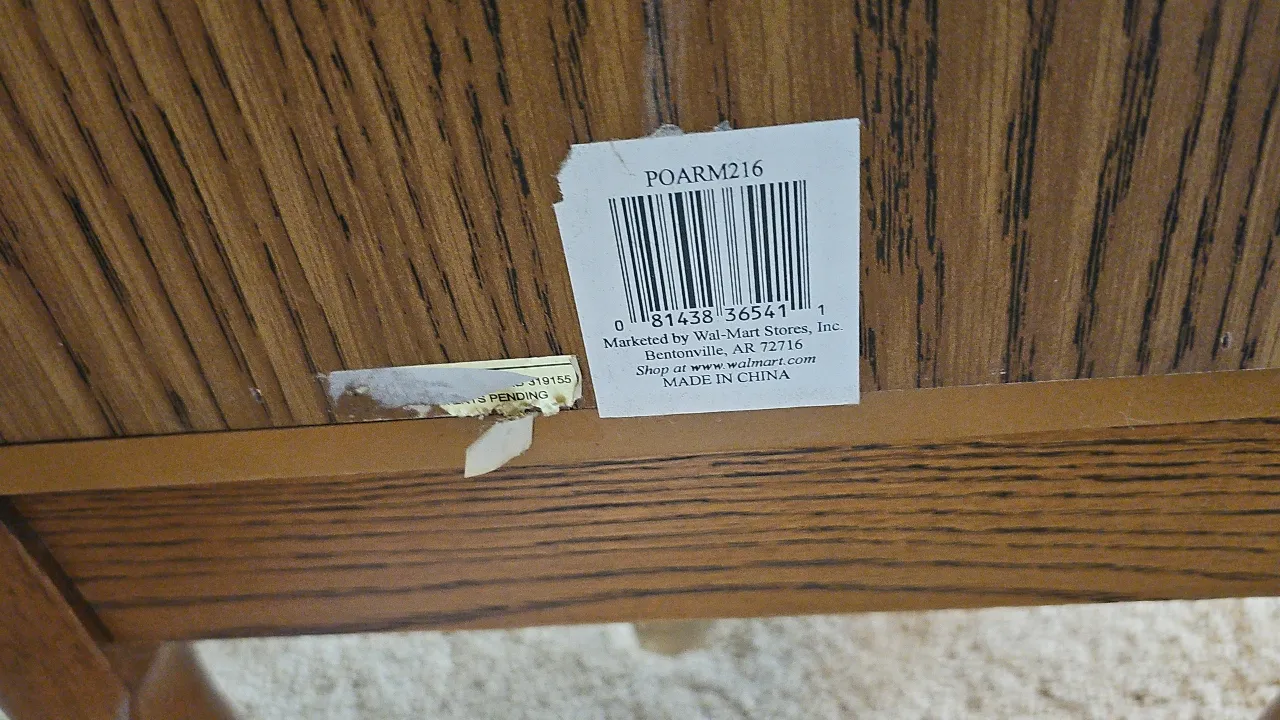 POARM216
0 81438 36541 1
Marketed by Wal-Mart Stores, Inc.
Bentonville, AR 72716
Shop at www.walmart.com
MADE IN CHINA
319155
PENDING